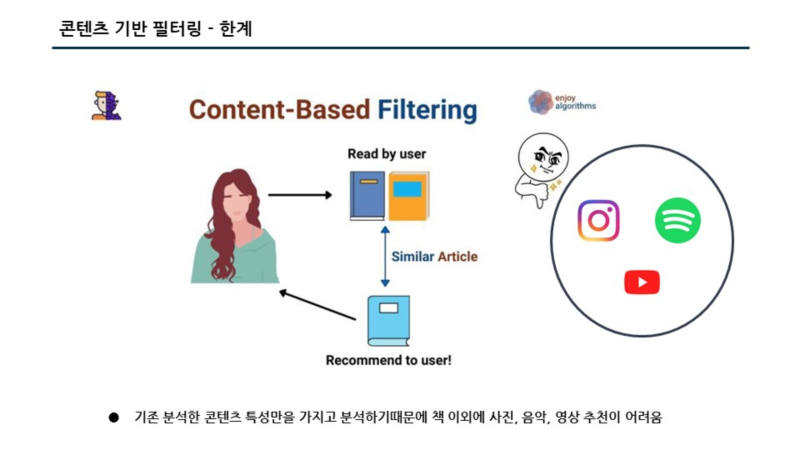 콘텐츠 기반 필터링 - 한계
Content-Based Filtering
enjoy
algorithms
Read by user
Similar Article
Recommend to user!
● 기존 분석한 콘텐츠 특성만을 가지고 분석하기때문에 책 이외에 사진, 음악, 영상 추천이 어려움